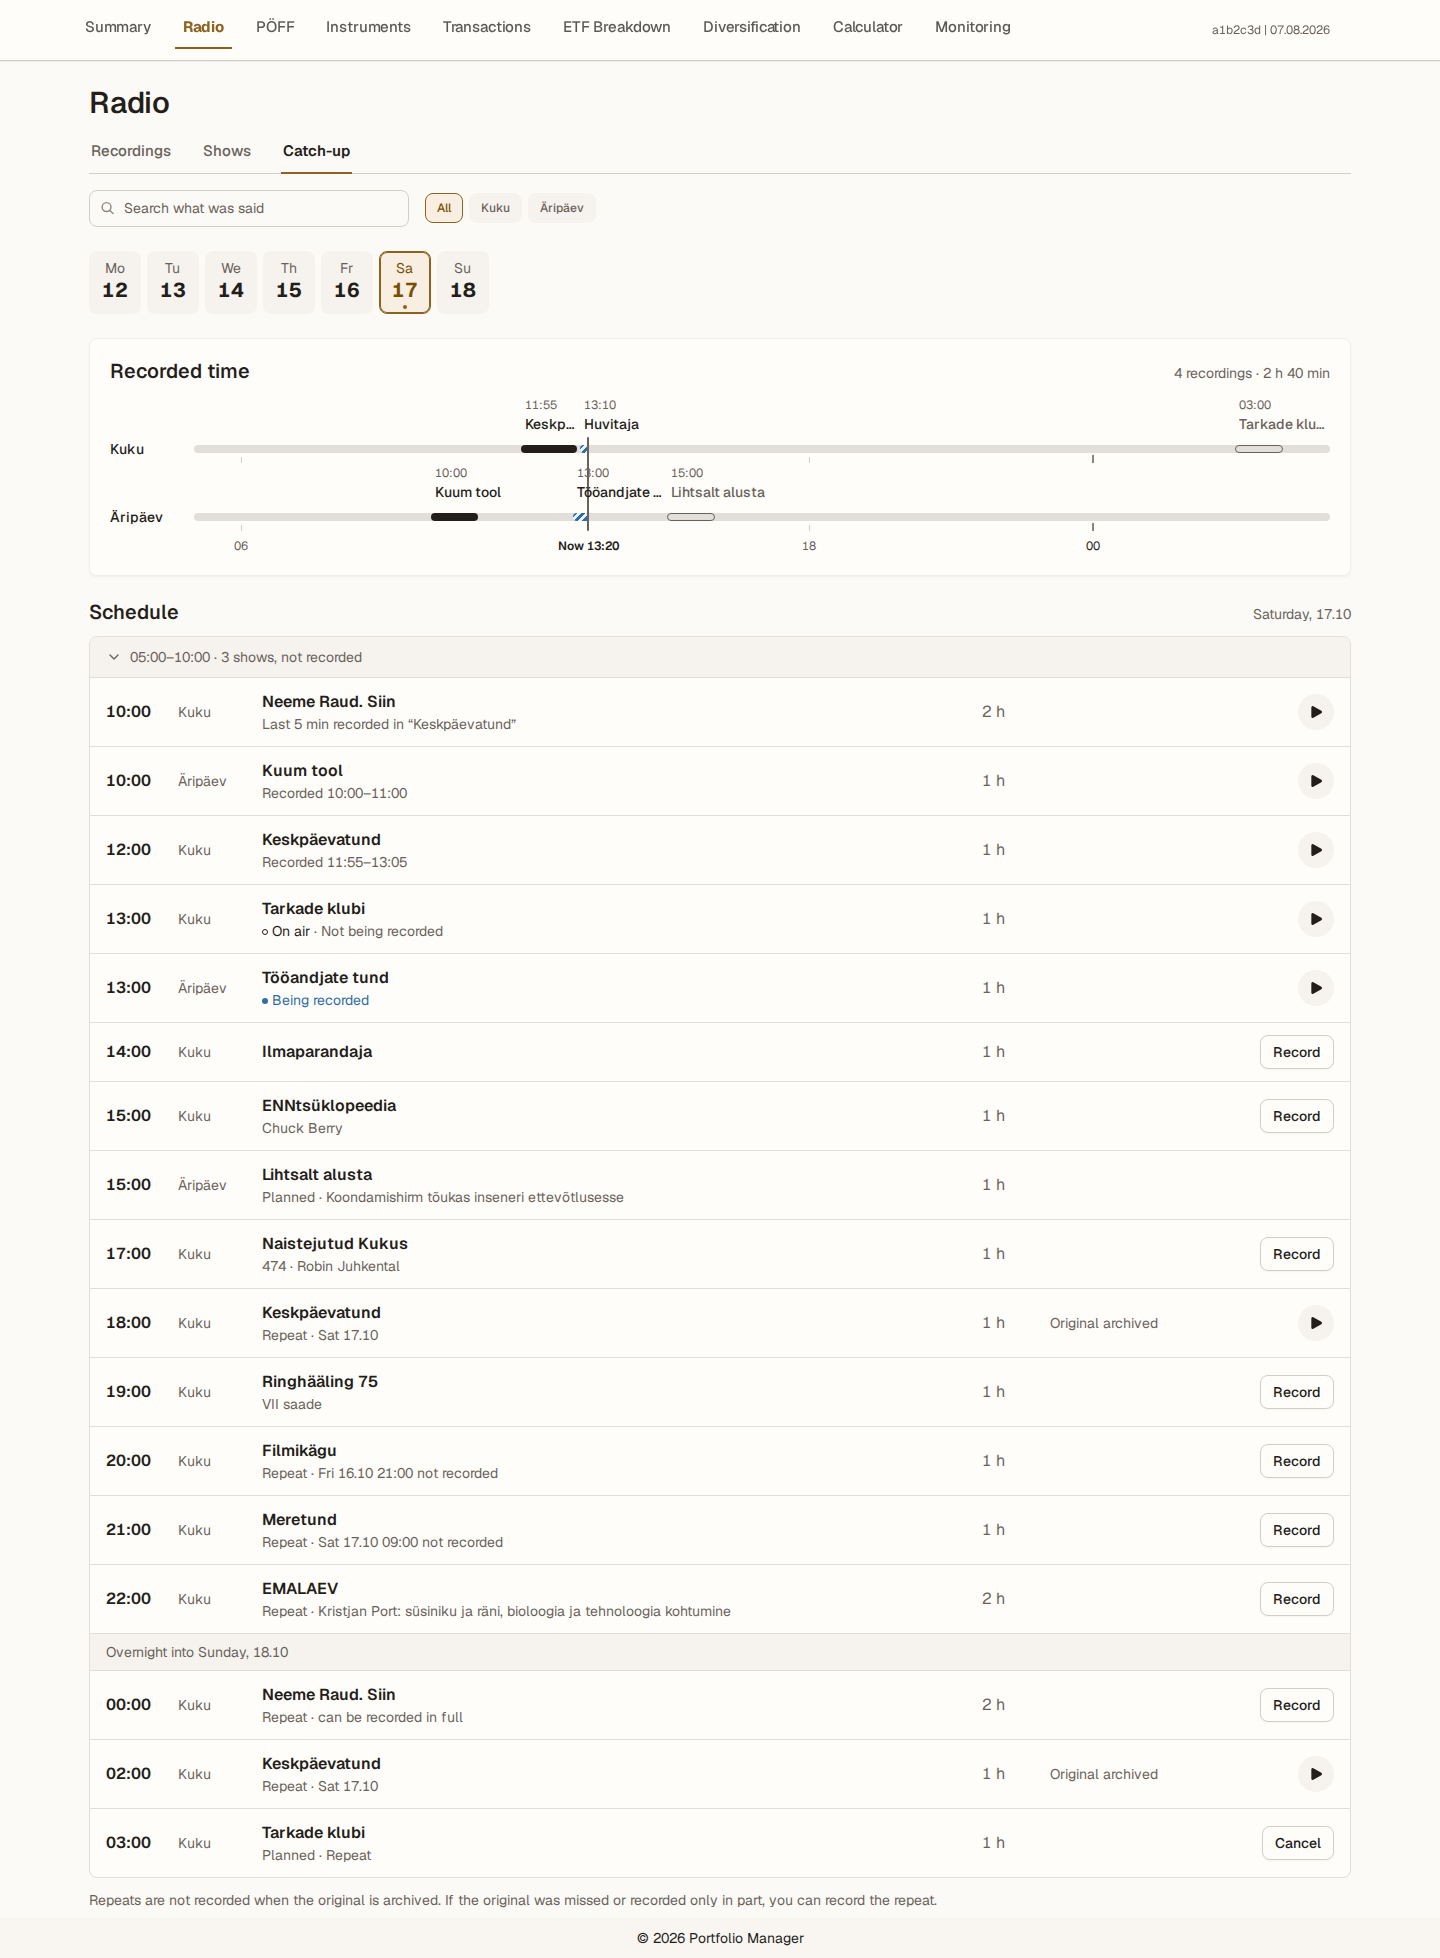 Summary Radio PÖFF Instruments Transactions ETF Breakdown Diversification Calculator Monitoring a1b2c3d | 07.08.2026
Radio
Recordings Shows Catch-up
Search what was said All Kuku Äripäev
Mo Tu We Th Fr Sa Su
12 13 14 15 16 17 18
Recorded time 4 recordings · 2 h 40 min
11:55 13:10 03:00
Keskp... Huvitaja Tarkade klu...
Kuku
10:00 13:00 15:00
Kuum tool Tööandjate ... Lihtsalt alusta
Äripäev
06 Now 13:20 18 00
Schedule Saturday, 17.10
05:00–10:00 · 3 shows, not recorded
10:00 Kuku Neeme Raud. Siin 2 h
Last 5 min recorded in “Keskpäevatund”
10:00 Äripäev Kuum tool 1 h
Recorded 10:00–11:00
12:00 Kuku Keskpäevatund 1 h
Recorded 11:55–13:05
13:00 Kuku Tarkade klubi 1 h
On air · Not being recorded
13:00 Äripäev Tööandjate tund 1 h
Being recorded
14:00 Kuku Ilmaparandaja 1 h Record
15:00 Kuku ENNtsüklopeedia 1 h Record
Chuck Berry
15:00 Äripäev Lihtsalt alusta 1 h
Planned · Koondamishirm tõukas inseneri ettevõtlusesse
17:00 Kuku Naistejutud Kukus 1 h Record
474 · Robin Juhkental
18:00 Kuku Keskpäevatund 1 h Original archived
Repeat · Sat 17.10
19:00 Kuku Ringhääling 75 1 h Record
VII saade
20:00 Kuku Filmikägu 1 h Record
Repeat · Fri 16.10 21:00 not recorded
21:00 Kuku Meretund 1 h Record
Repeat · Sat 17.10 09:00 not recorded
22:00 Kuku EMALAEV 2 h Record
Repeat · Kristjan Port: süsiniku ja räni, bioloogia ja tehnoloogia kohtumine
Overnight into Sunday, 18.10
00:00 Kuku Neeme Raud. Siin 2 h Record
Repeat · can be recorded in full
02:00 Kuku Keskpäevatund 1 h Original archived
Repeat · Sat 17.10
03:00 Kuku Tarkade klubi 1 h Cancel
Planned · Repeat
Repeats are not recorded when the original is archived. If the original was missed or recorded only in part, you can record the repeat.
© 2026 Portfolio Manager